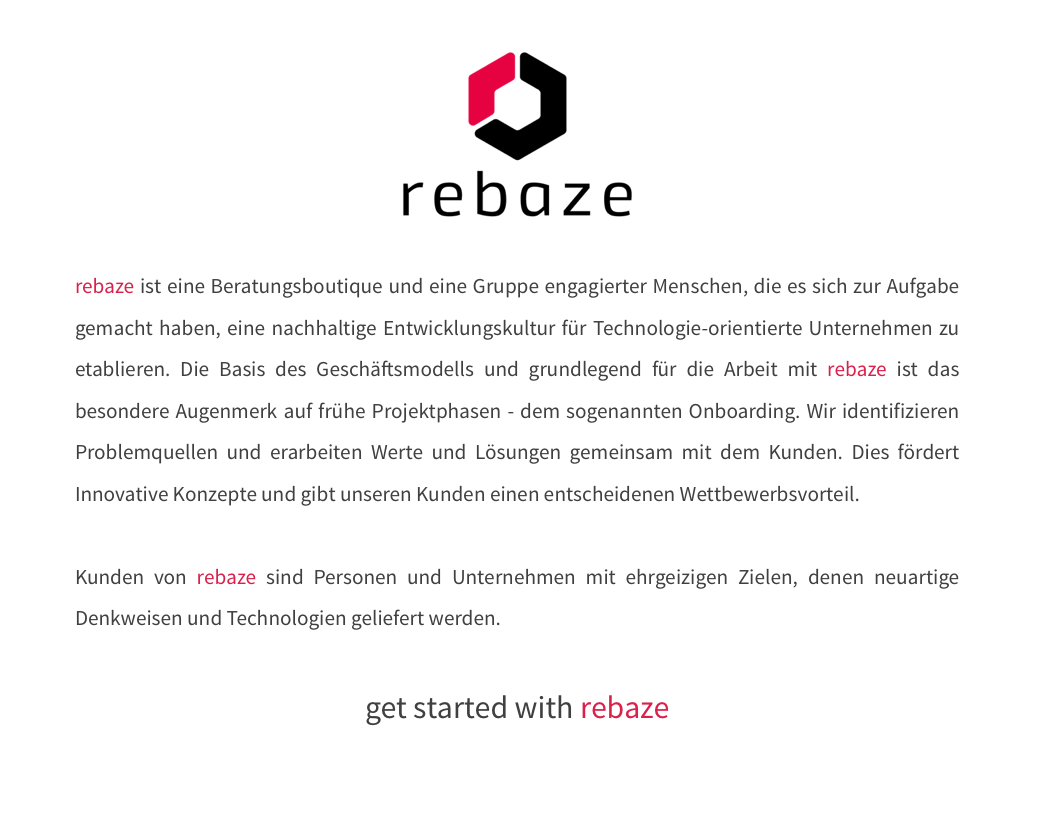 rebaze
rebaze ist eine Beratungsboutique und eine Gruppe engagierter Menschen, die es sich zur Aufgabe
gemacht haben, eine nachhaltige Entwicklungskultur für Technologie-orientierte Unternehmen zu
etablieren. Die Basis des Geschäftsmodells und grundlegend für die Arbeit mit rebaze ist das
besondere Augenmerk auf frühe Projektphasen - dem sogenannten Onboarding. Wir identifizieren
Problemquellen und erarbeiten Werte und Lösungen gemeinsam mit dem Kunden. Dies fördert
Innovative Konzepte und gibt unseren Kunden einen entscheidenen Wettbewerbsvorteil.
Kunden von rebaze sind Personen und Unternehmen mit ehrgeizigen Zielen, denen neuartige
Denkweisen und Technologien geliefert werden.
get started with rebaze